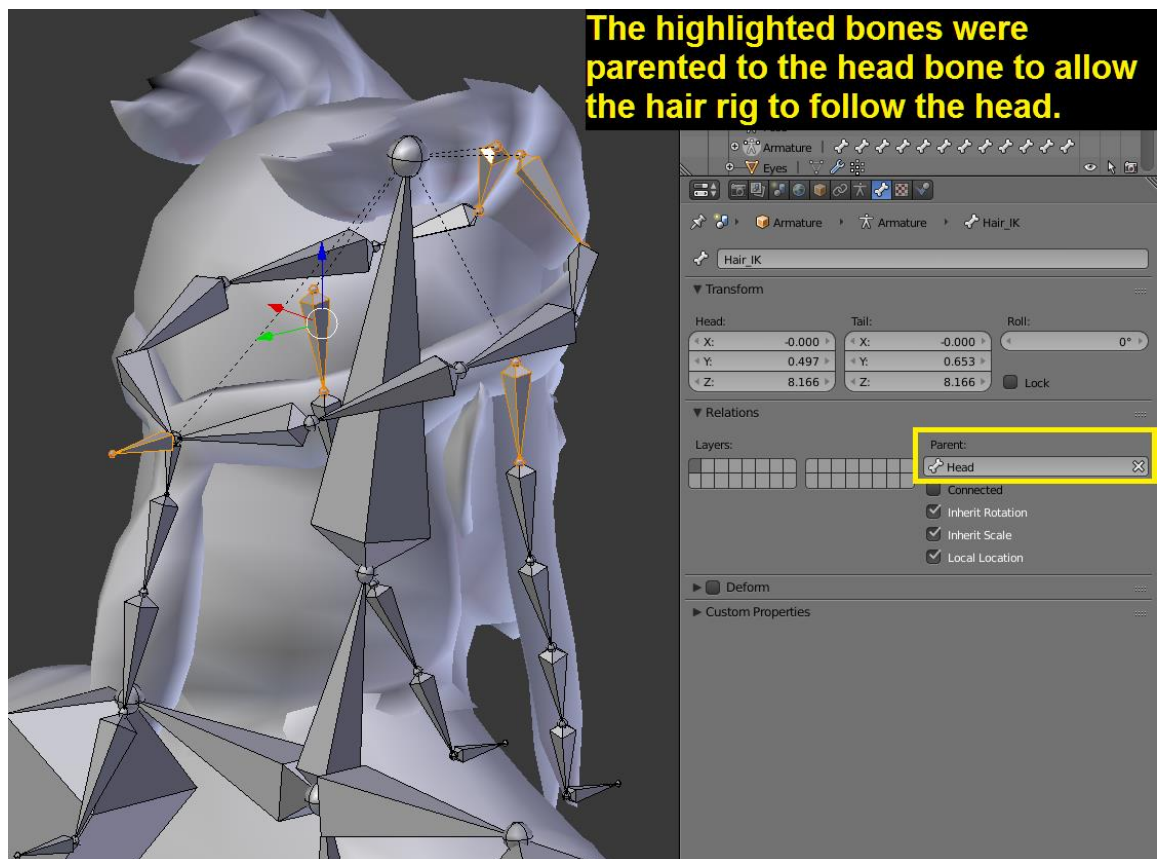 The highlighted bones were
parented to the head bone to allow
the hair rig to follow the head.
Armature
Eyes
Armature Armature Hair_IK
Hair_IK
Transform
Head: Tail: Roll:
X: -0.000 X: -0.000 0°
Y: 0.497 Y: 0.653
Z: 8.166 Z: 8.166 Lock
Relations
Layers: Parent:
Head
Connected
Inherit Rotation
Inherit Scale
Local Location
Deform
Custom Properties